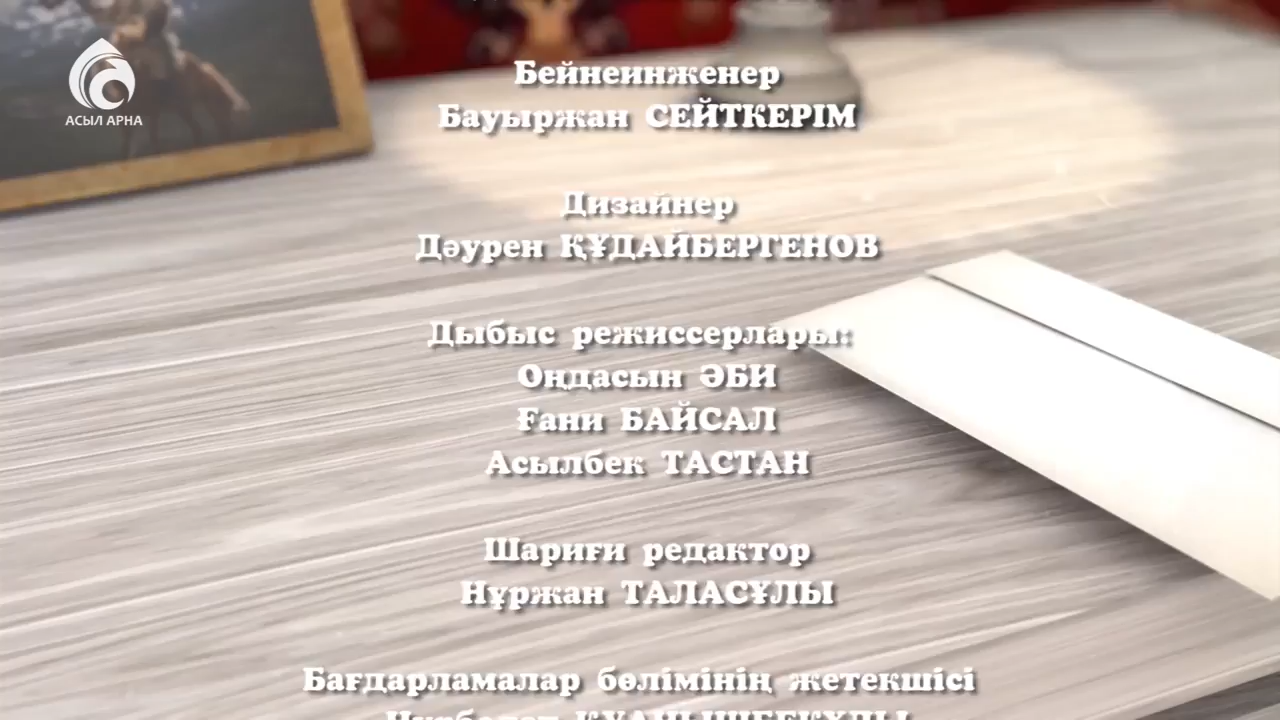 АСЫЛ АРНА
Бейнеинженер
Бауыржан СЕЙТКЕРІМ
Дизайнер
Дәурен ҚҰДАЙБЕРГЕНОВ
Дыбыс режиссерлары:
Оңдасын ӘБИ
Ғани БАЙСАЛ
Асылбек ТАСТАН
Шариғи редактор
Нұржан ТАЛАСҰЛЫ
Бағдарламалар бөлімінің жетекшісі